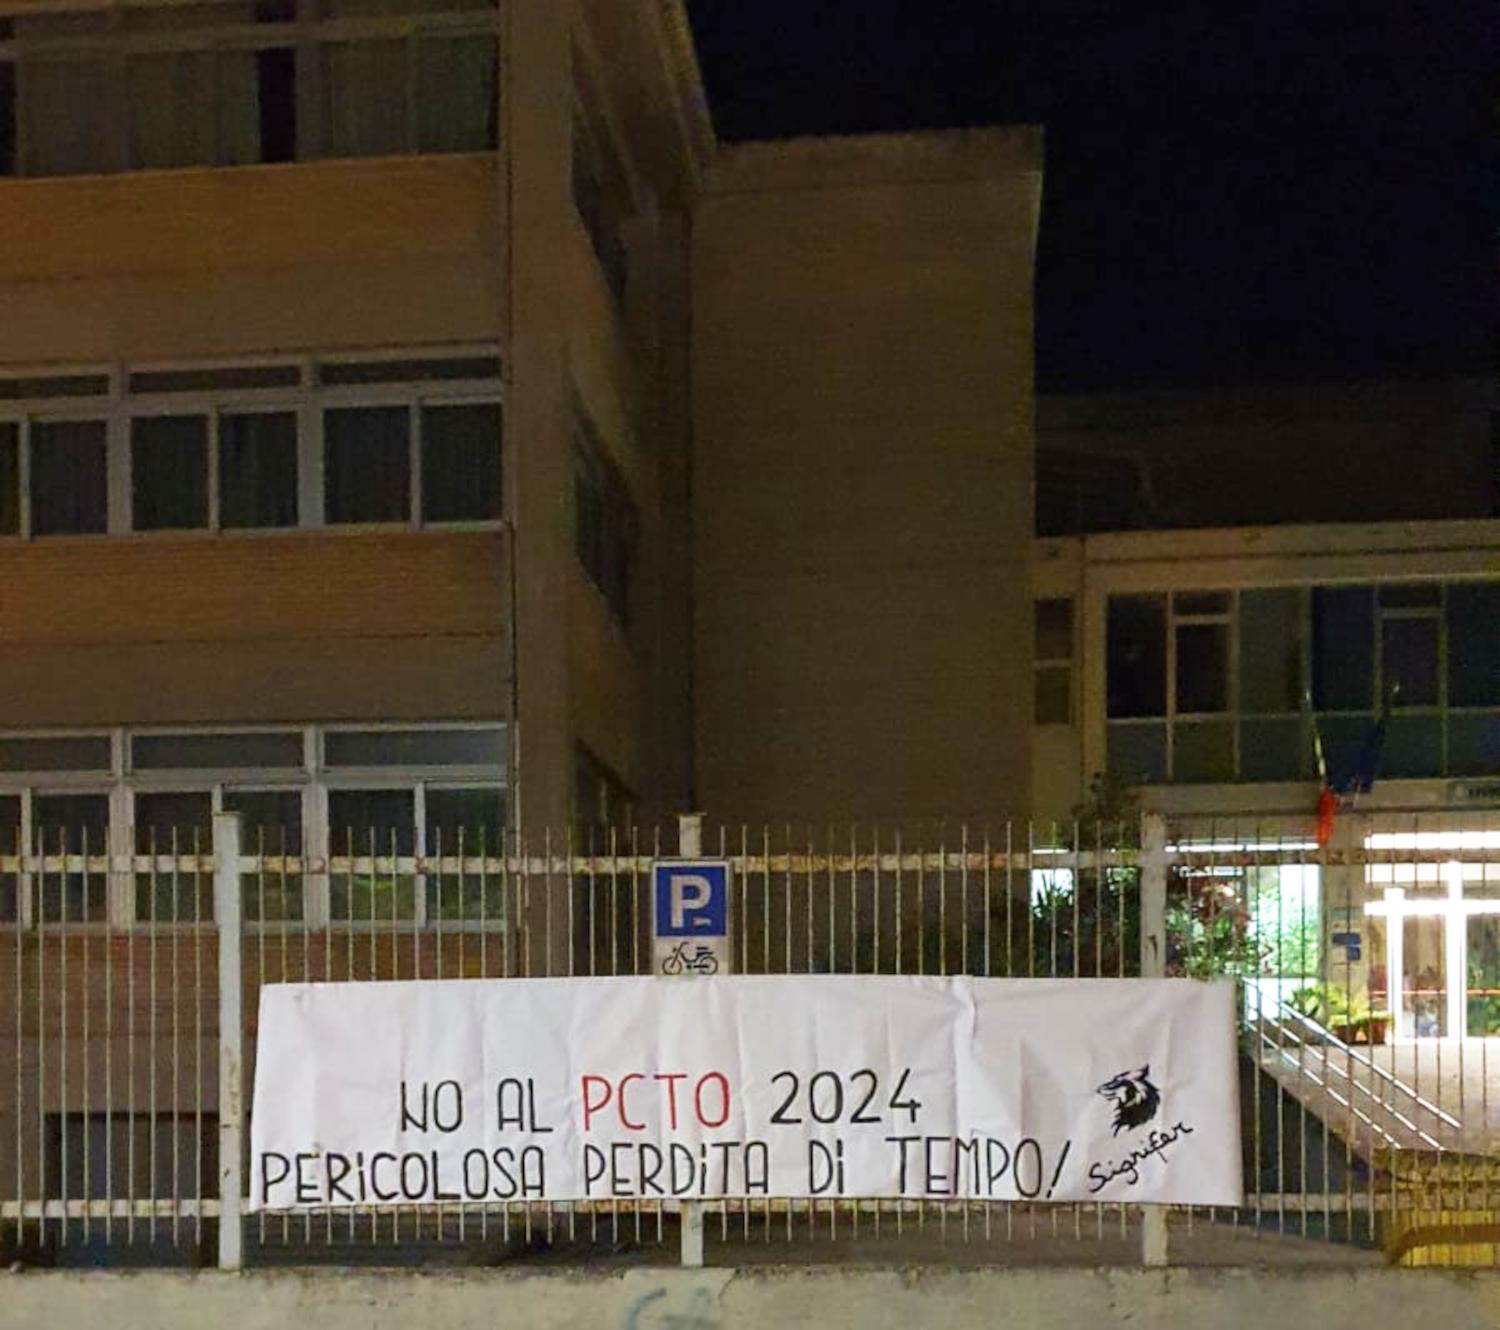 P
NO AL PCTO 2024
PERICOLOSA PERDITA DI TEMPO!
Signifer